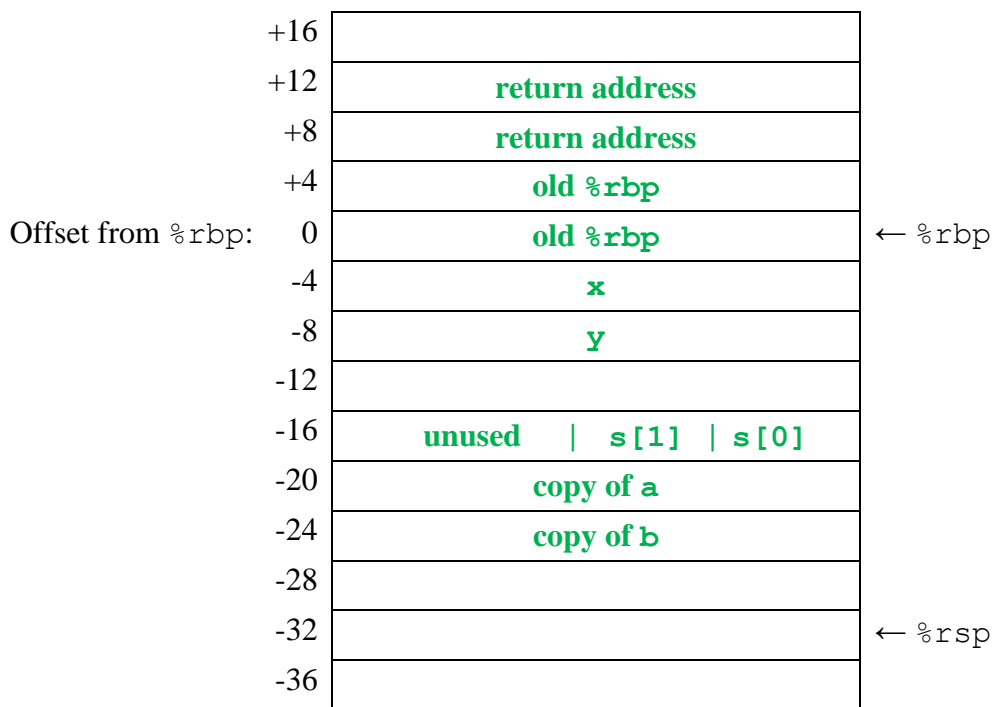 +16
+12 return address
+8 return address
+4 old %rbp
Offset from %rbp: 0 old %rbp ← %rbp
-4 x
-8 y
-12
-16 unused | s[1] | s[0]
-20 copy of a
-24 copy of b
-28
-32 ← %rsp
-36